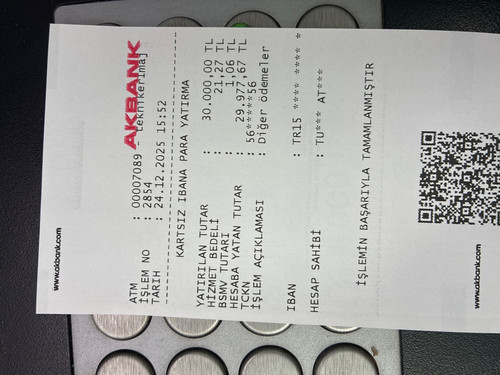 www.akbank.com
AKBANK
ATM : 00007089 - teknikerimaj
İŞLEM NO : 2854
TARİH : 24.12.2025 15:52
KARTSIZ IBANA PARA YATIRMA
YATIRILAN TUTAR : 30.000,00 TL
HİZMET BEDELİ : 21,27 TL
BSMV TUTARI : 1,06 TL
HESABA YATAN TUTAR : 29.977,67 TL
TCKN : 56*******56
İŞLEM AÇIKLAMASI : Diğer ödemeler
IBAN : TR15 **** **** *
HESAP SAHİBİ : TU*** AT***
İŞLEMİN BAŞARIYLA TAMAMLANMIŞTIR
www.akbank.com